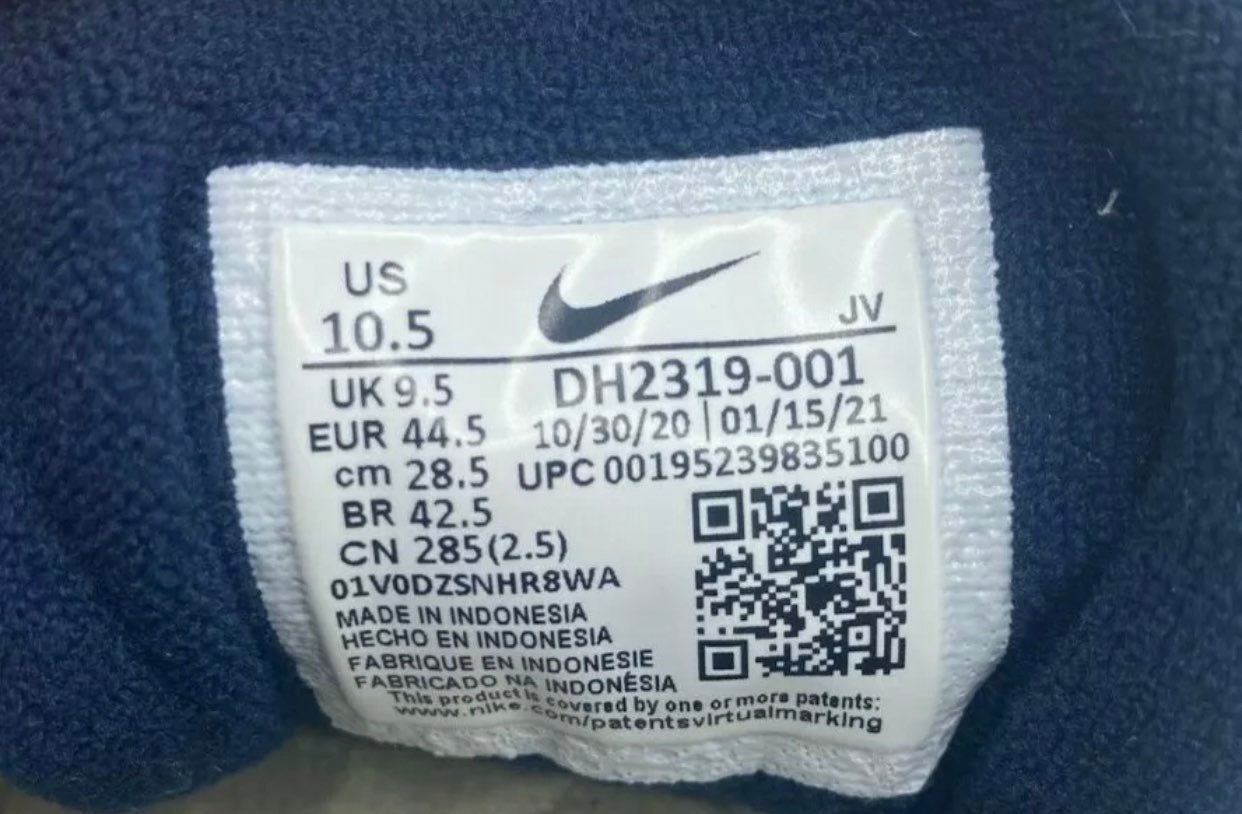 US
10.5
JV
UK 9.5
DH2319-001
EUR 44.5
10/30/20 | 01/15/21
cm 28.5
UPC 00195239835100
BR 42.5
CN 285(2.5)
01V0DZSNHR8WA
MADE IN INDONESIA
HECHO EN INDONESIA
FABRIQUE EN INDONESIE
FABRICADO NA INDONÉSIA
This product is covered by one or more patents:
www.nike.com/patentsvirtualmarking